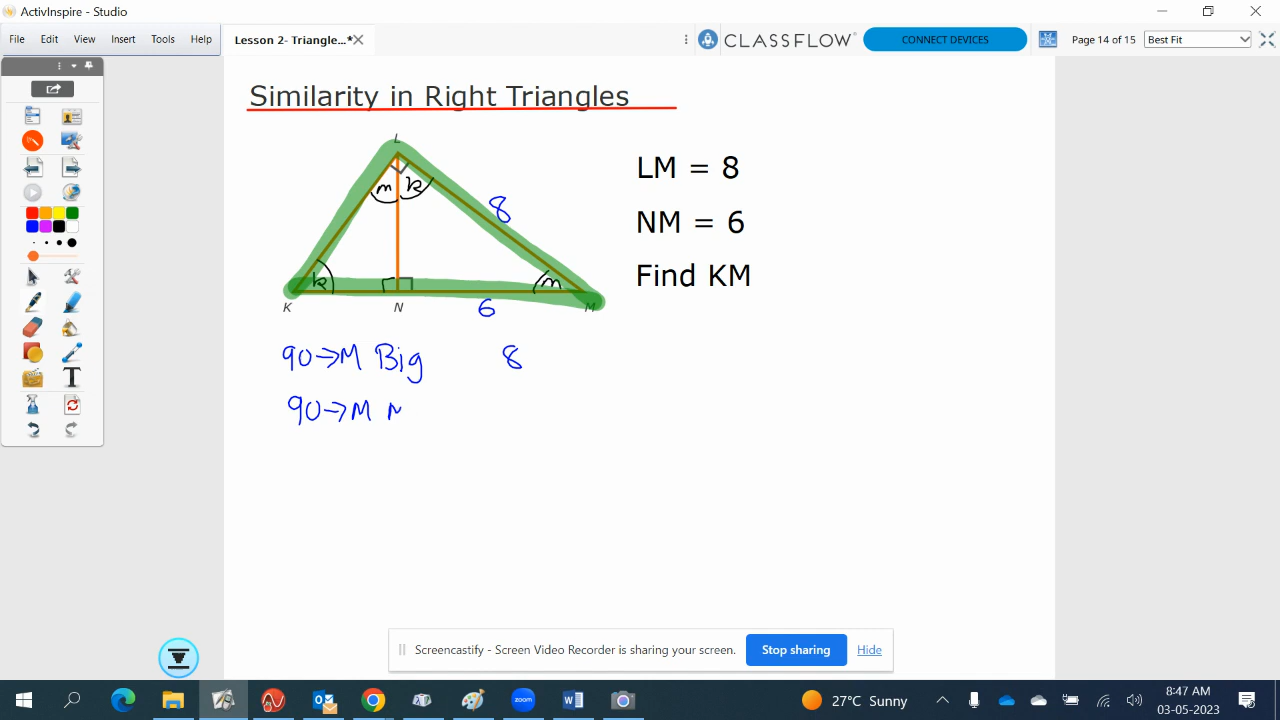 ActivInspire - Studio
File Edit View Insert Tools Help
Lesson 2- Triangle...*
CLASSFLOW
CONNECT DEVICES
Page 14 of 15
Best Fit
Similarity in Right Triangles
L
m k
8
k
m
K N 6 M
LM = 8
NM = 6
Find KM
90→M Big 8
90→M
T
Screencastify - Screen Video Recorder is sharing your screen.
Stop sharing
Hide
zoom
27°C Sunny
8:47 AM
03-05-2023